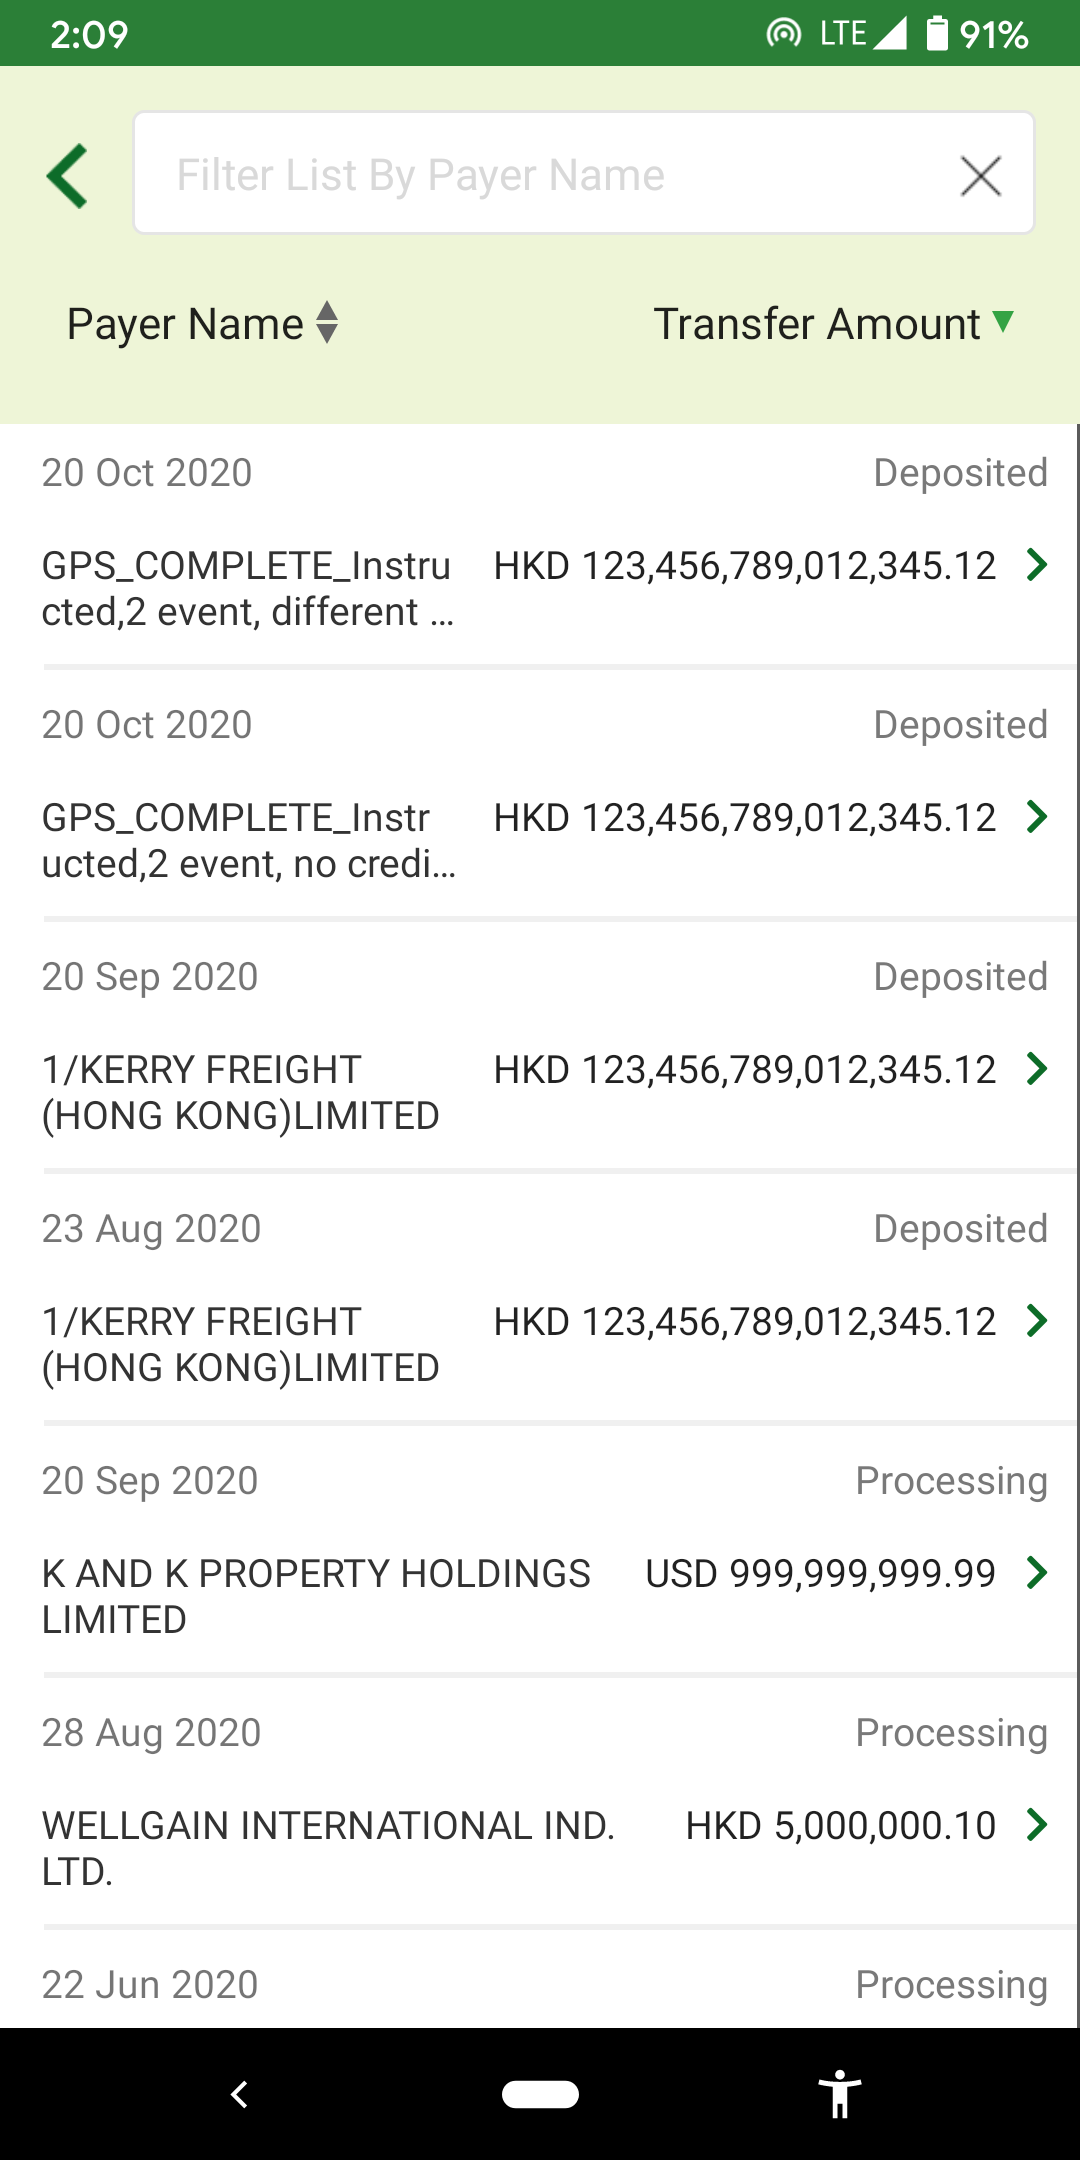 2:09 LTE 91%
Filter List By Payer Name
Payer Name Transfer Amount
20 Oct 2020 Deposited
GPS_COMPLETE_Instru HKD 123,456,789,012,345.12
cted,2 event, different ...
20 Oct 2020 Deposited
GPS_COMPLETE_Instr HKD 123,456,789,012,345.12
ucted,2 event, no credi...
20 Sep 2020 Deposited
1/KERRY FREIGHT HKD 123,456,789,012,345.12
(HONG KONG)LIMITED
23 Aug 2020 Deposited
1/KERRY FREIGHT HKD 123,456,789,012,345.12
(HONG KONG)LIMITED
20 Sep 2020 Processing
K AND K PROPERTY HOLDINGS USD 999,999,999.99
LIMITED
28 Aug 2020 Processing
WELLGAIN INTERNATIONAL IND. HKD 5,000,000.10
LTD.
22 Jun 2020 Processing